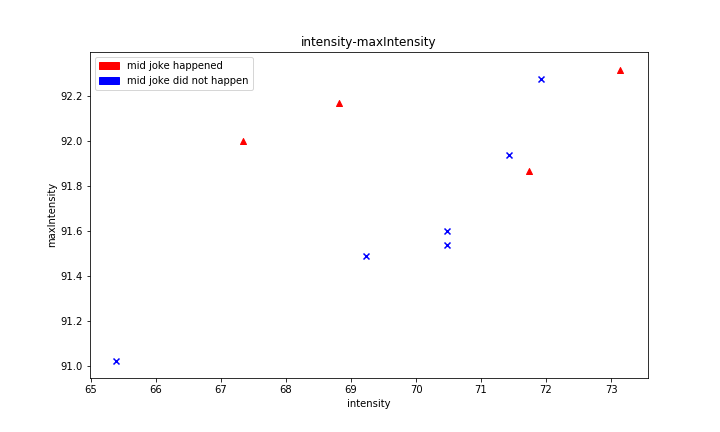 intensity-maxIntensity
mid joke happened
mid joke did not happen
maxIntensity
92.2
92.0
91.8
91.6
91.4
91.2
91.0
65 66 67 68 69 70 71 72 73
intensity